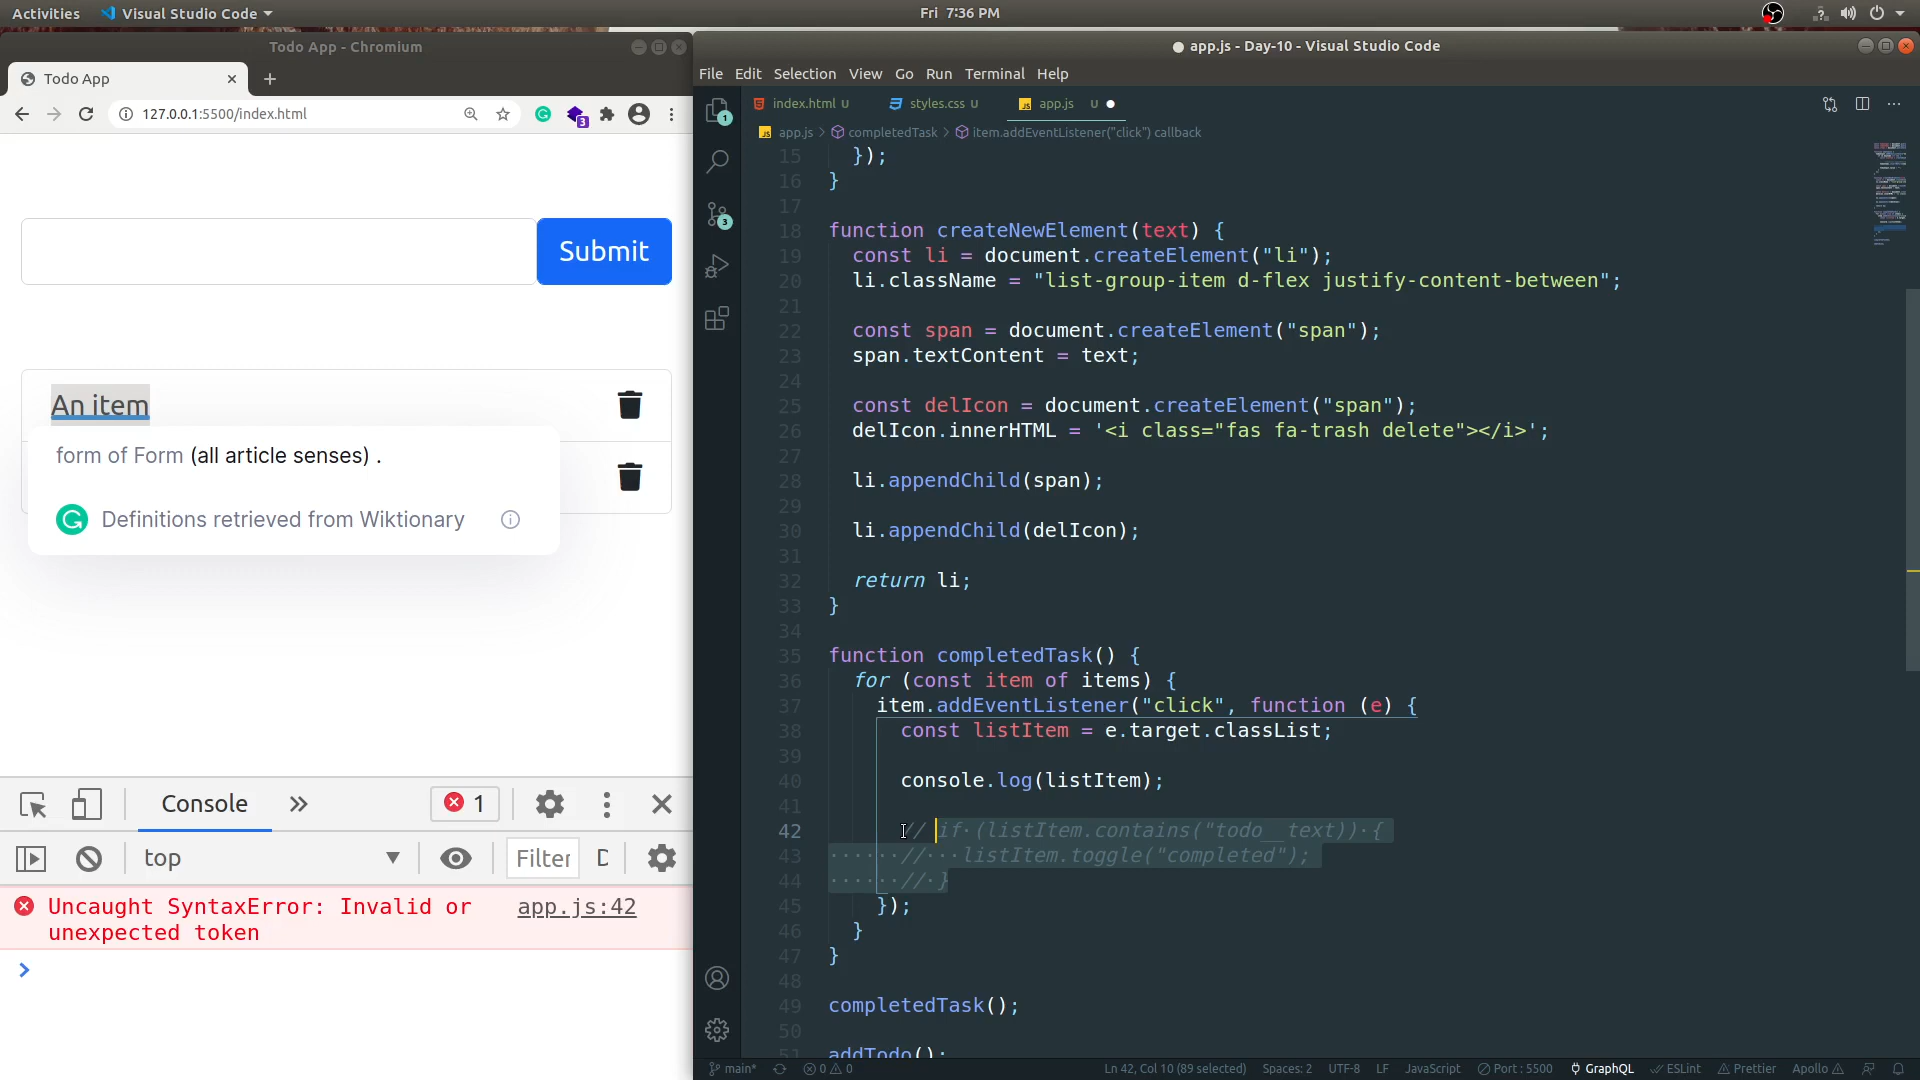 Activities
Visual Studio Code
Fri 7:36 PM
Todo App - Chromium
Todo App
127.0.0.1:5500/index.html
3
Submit
An item
form of Form (all article senses) .
Definitions retrieved from Wiktionary
Console
1
top
Filter
D
Uncaught SyntaxError: Invalid or unexpected token
app.js:42
app.js - Day-10 - Visual Studio Code
File Edit Selection View Go Run Terminal Help
1
3
index.html U
styles.css U
app.js U
app.js > completedTask > item.addEventListener("click") callback
15 });
16 }
17
18 function createNewElement(text) {
19 const li = document.createElement("li");
20 li.className = "list-group-item d-flex justify-content-between";
21
22 const span = document.createElement("span");
23 span.textContent = text;
24
25 const delIcon = document.createElement("span");
26 delIcon.innerHTML = '<i class="fas fa-trash delete"></i>';
27
28 li.appendChild(span);
29
30 li.appendChild(delIcon);
31
32 return li;
33 }
34
35 function completedTask() {
36 for (const item of items) {
37 item.addEventListener("click", function (e) {
38 const listItem = e.target.classList;
39
40 console.log(listItem);
41
42 // if (listItem.contains("todo__text)) {
43 // listItem.toggle("completed");
44 // }
45 });
46 }
47 }
48
49 completedTask();
50
51 addTodo();
main* 0 0 Ln 42, Col 10 (89 selected) Spaces: 2 UTF-8 LF JavaScript Port : 5500 GraphQL ESLint Prettier Apollo